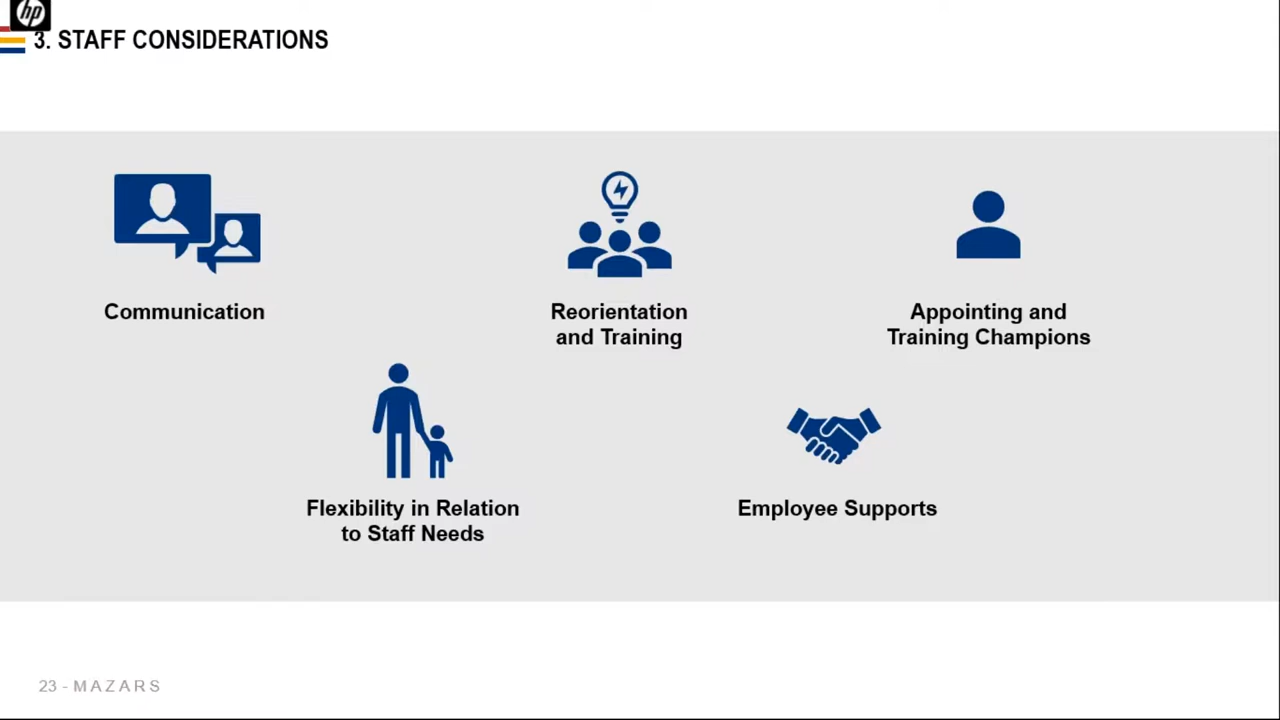 hp
3. STAFF CONSIDERATIONS
Communication
Reorientation
and Training
Appointing and
Training Champions
Flexibility in Relation
to Staff Needs
Employee Supports
23 - MAZARS